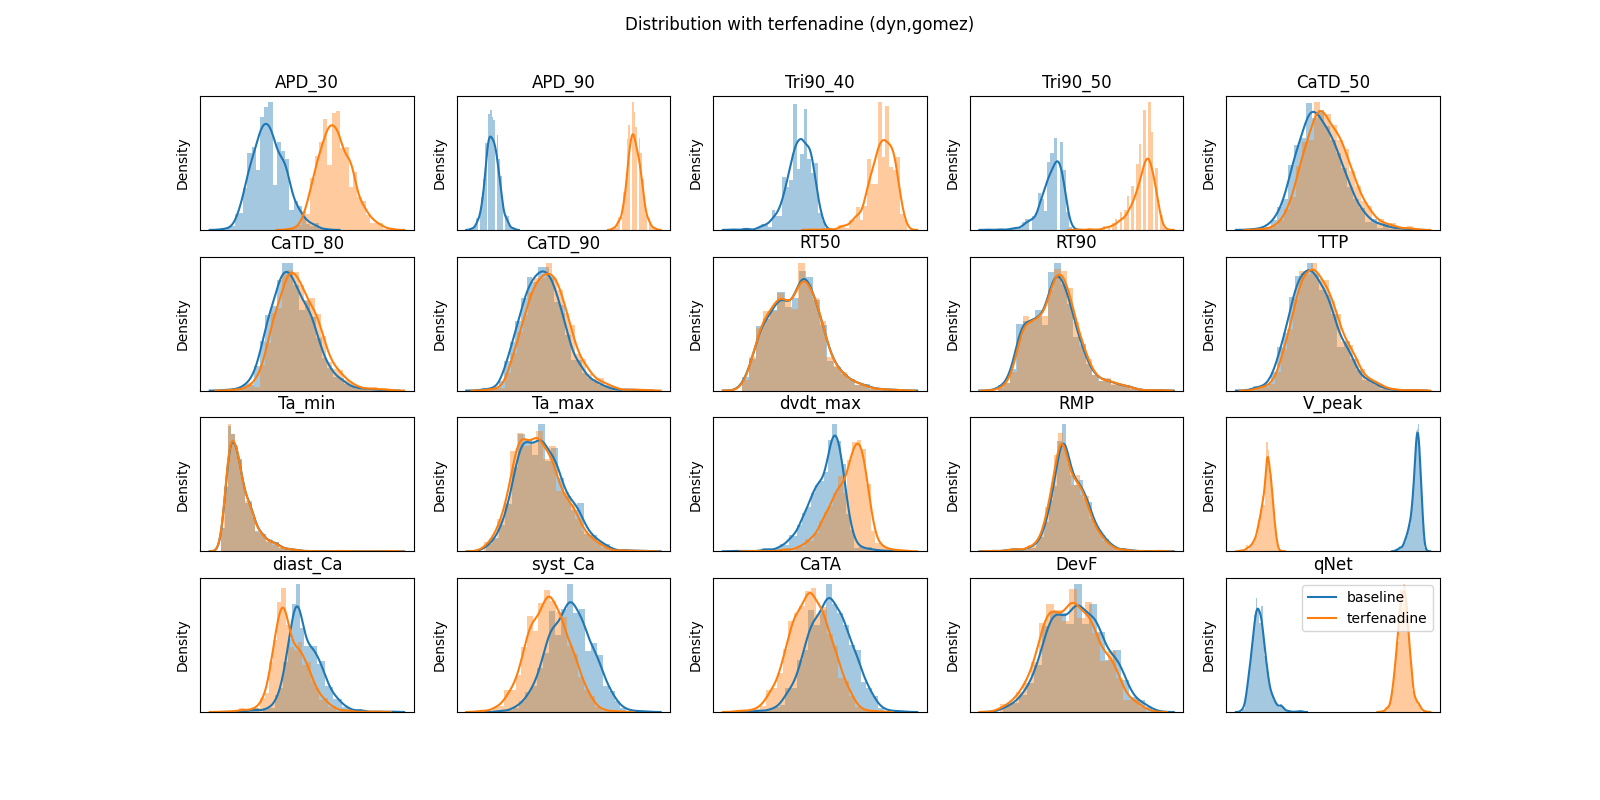 Distribution with terfenadine (dyn,gomez)
APD_30
APD_90
Tri90_40
Tri90_50
CaTD_50
Density
Density
Density
Density
Density
CaTD_80
CaTD_90
RT50
RT90
TTP
Density
Density
Density
Density
Density
Ta_min
Ta_max
dvdt_max
RMP
V_peak
Density
Density
Density
Density
Density
diast_Ca
syst_Ca
CaTA
DevF
qNet
Density
Density
Density
Density
Density
baseline
terfenadine